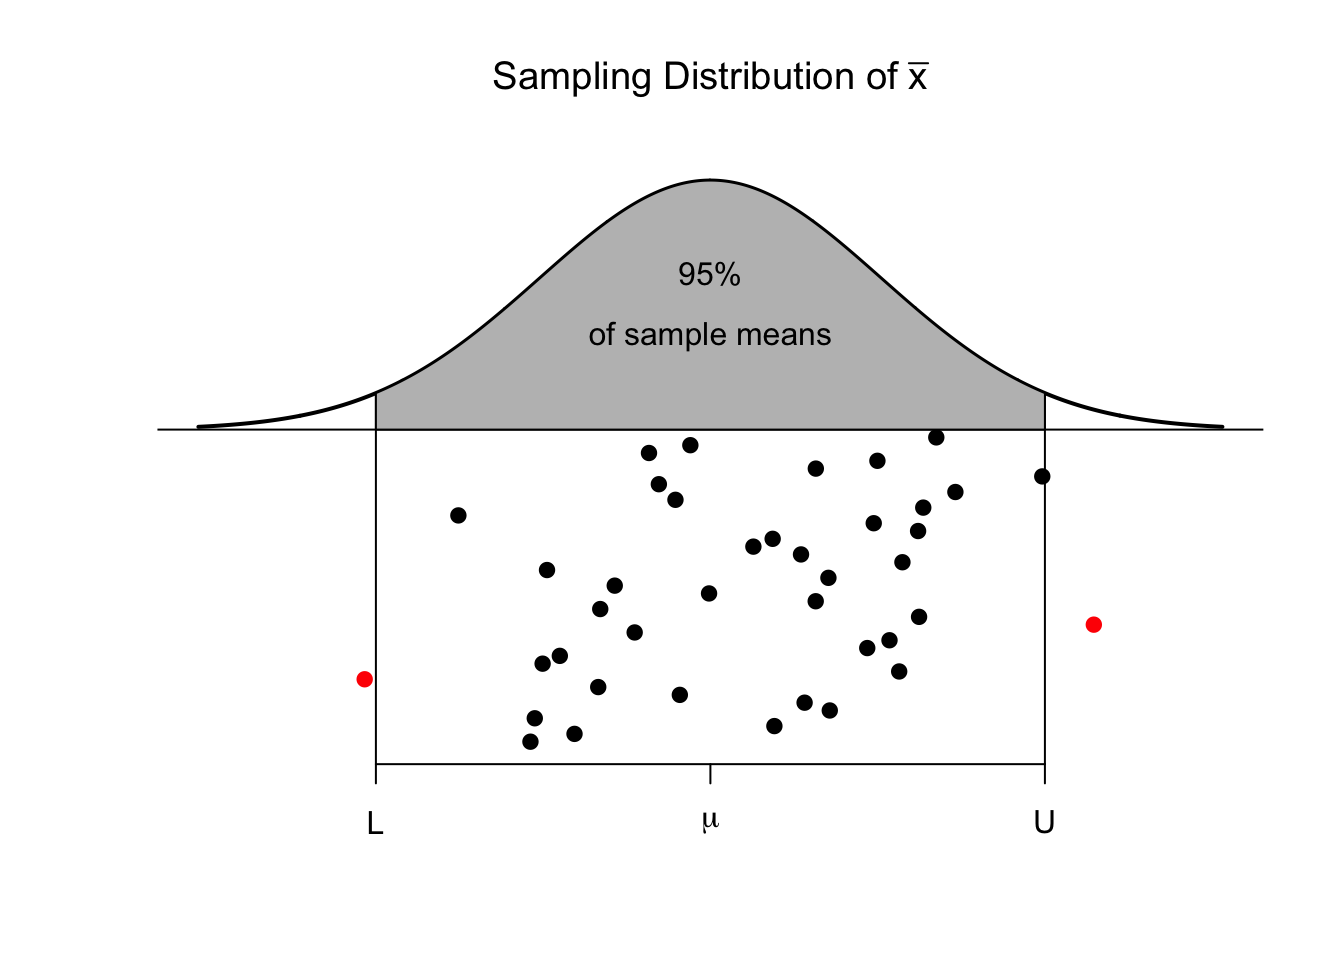 Sampling Distribution of x̅
95%
of sample means
L
μ
U